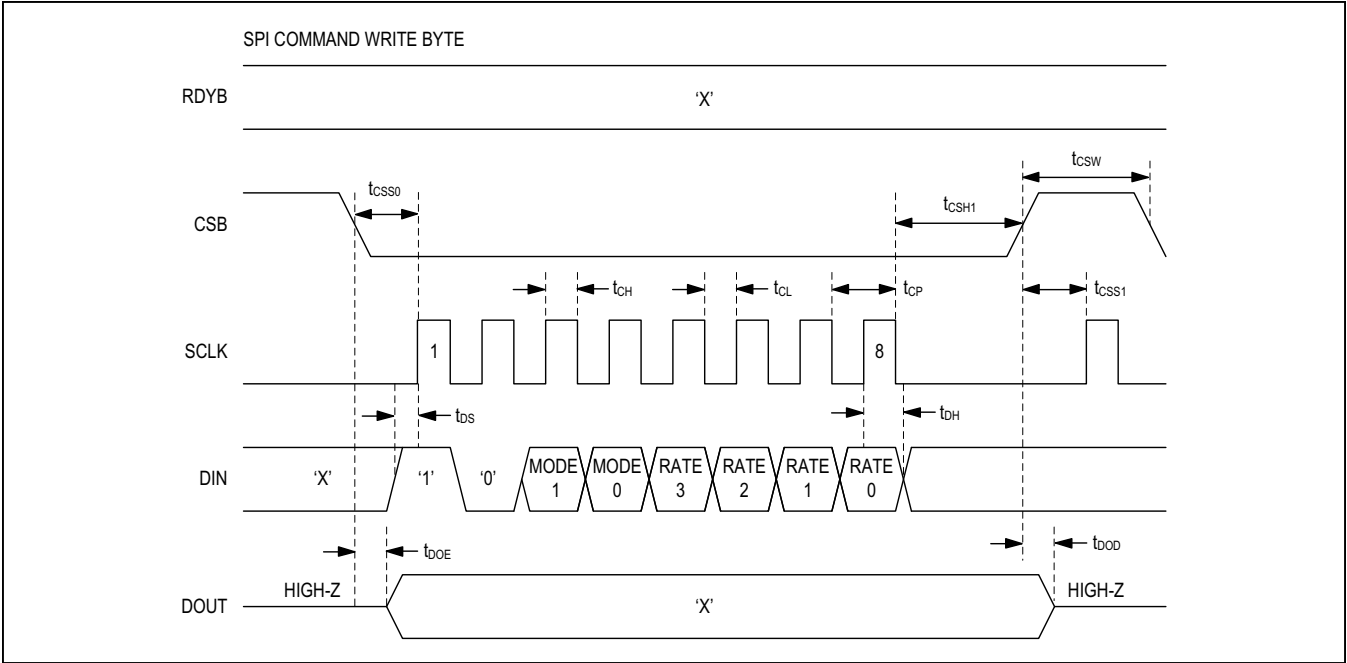 SPI COMMAND WRITE BYTE
RDYB
‘X’
tCSW
tCSS0
tCSH1
CSB
tCH
tCL
tCP
tCSS1
SCLK
1
8
tDS
tDH
DIN
‘X’
‘1’
‘0’
MODE 1
MODE 0
RATE 3
RATE 2
RATE 1
RATE 0
tDOE
tDOD
HIGH-Z
HIGH-Z
DOUT
‘X’